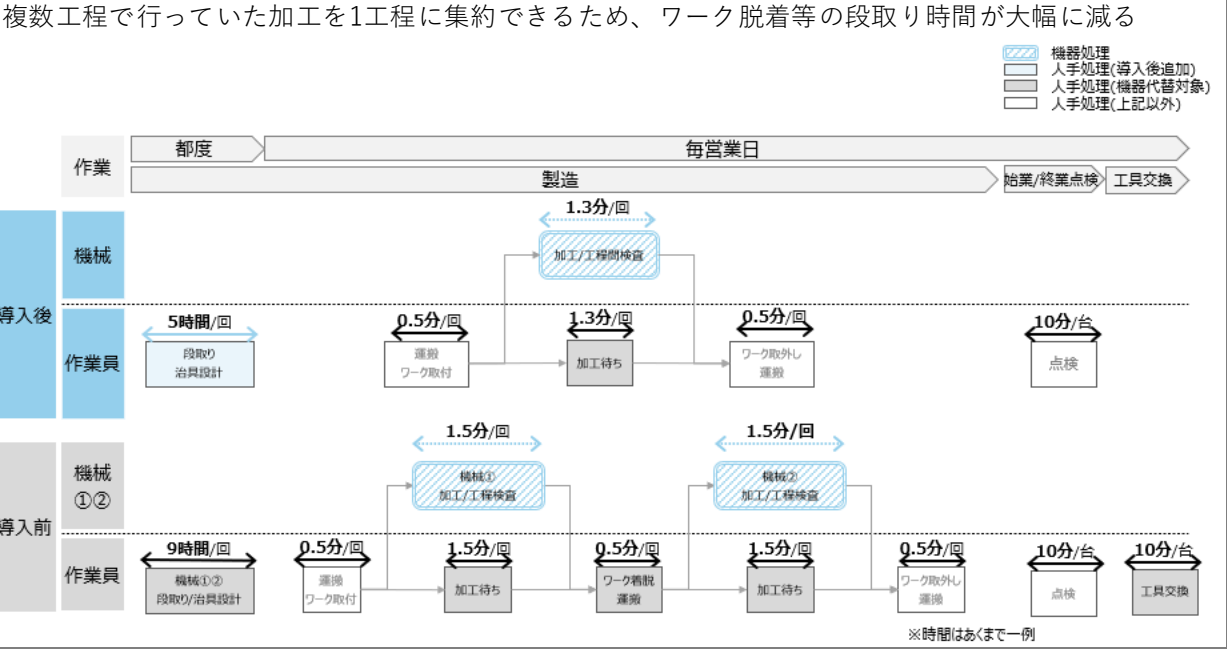 複数工程で行っていた加工を1工程に集約できるため、ワーク脱着等の段取り時間が大幅に減る
機器処理
人手処理(導入後追加)
人手処理(機器代替対象)
人手処理(上記以外)
作業
都度
毎営業日
製造
始業/終業点検
工具交換
導入後
機械
1.3分/回
加工/工程間検査
作業員
5時間/回
段取り
治具設計
0.5分/回
運搬
ワーク取付
1.3分/回
加工待ち
0.5分/回
ワーク取外し
運搬
10分/台
点検
導入前
機械
①②
1.5分/回
機械①
加工/工程検査
1.5分/回
機械②
加工/工程検査
作業員
9時間/回
機械①②
段取り/治具設計
0.5分/回
運搬
ワーク取付
1.5分/回
加工待ち
0.5分/回
ワーク着脱
運搬
1.5分/回
加工待ち
0.5分/回
ワーク取外し
運搬
10分/台
点検
10分/台
工具交換
※時間はあくまで一例